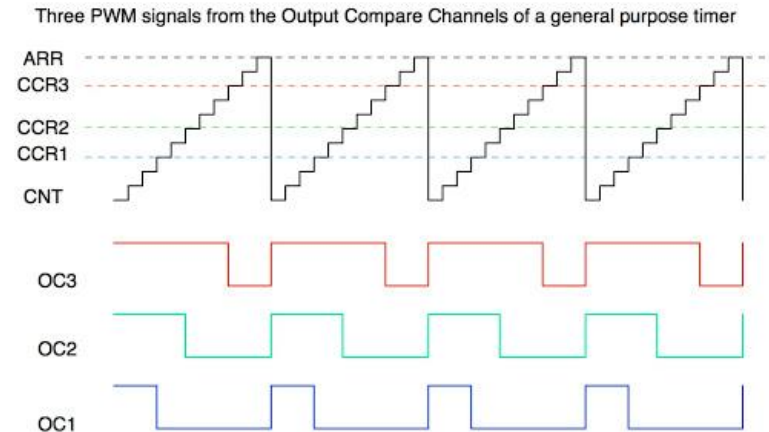 Three PWM signals from the Output Compare Channels of a general purpose timer
ARR
CCR3
CCR2
CCR1
CNT
OC3
OC2
OC1